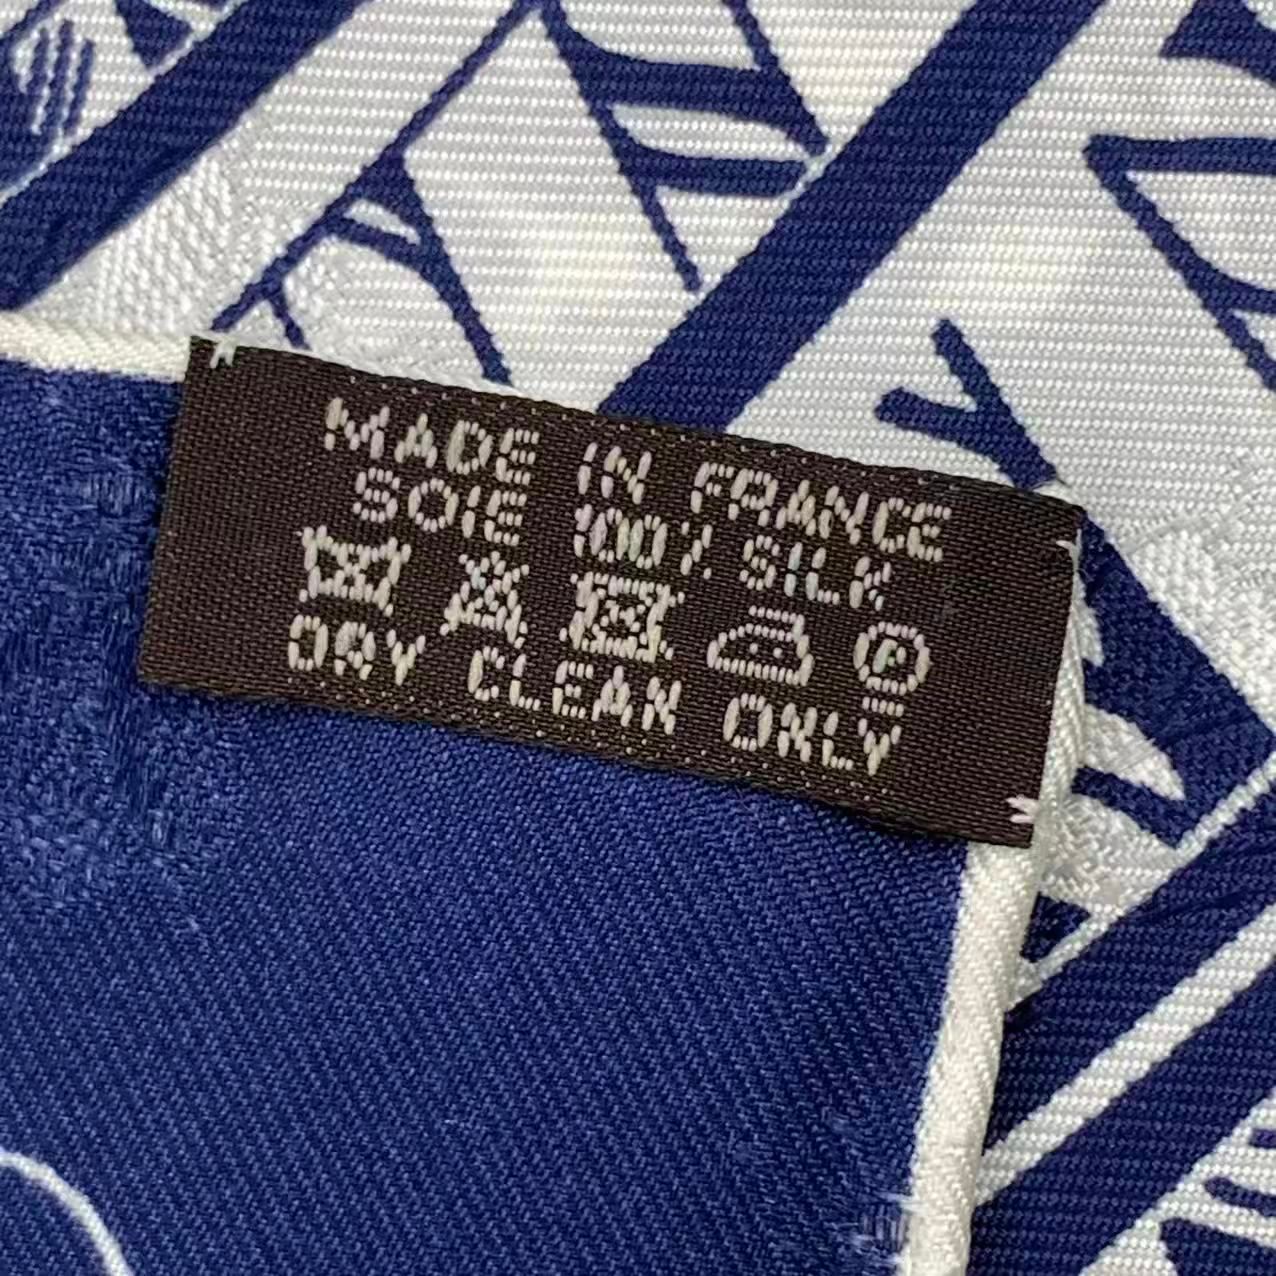 MADE IN FRANCE
SOIE 100% SILK
P
DRY CLEAN ONLY